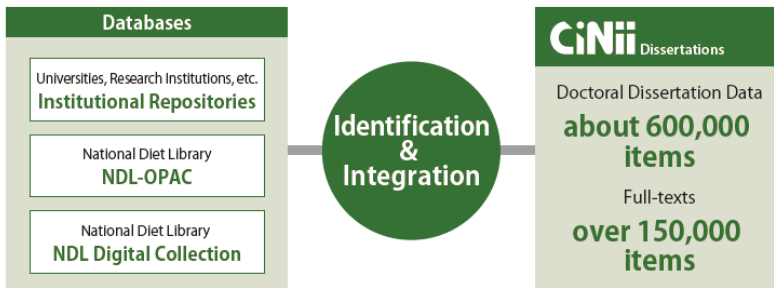 Databases
Universities, Research Institutions, etc.
Institutional Repositories
National Diet Library
NDL-OPAC
National Diet Library
NDL Digital Collection
Identification
&
Integration
CiNii Dissertations
Doctoral Dissertation Data
about 600,000
items
Full-texts
over 150,000
items